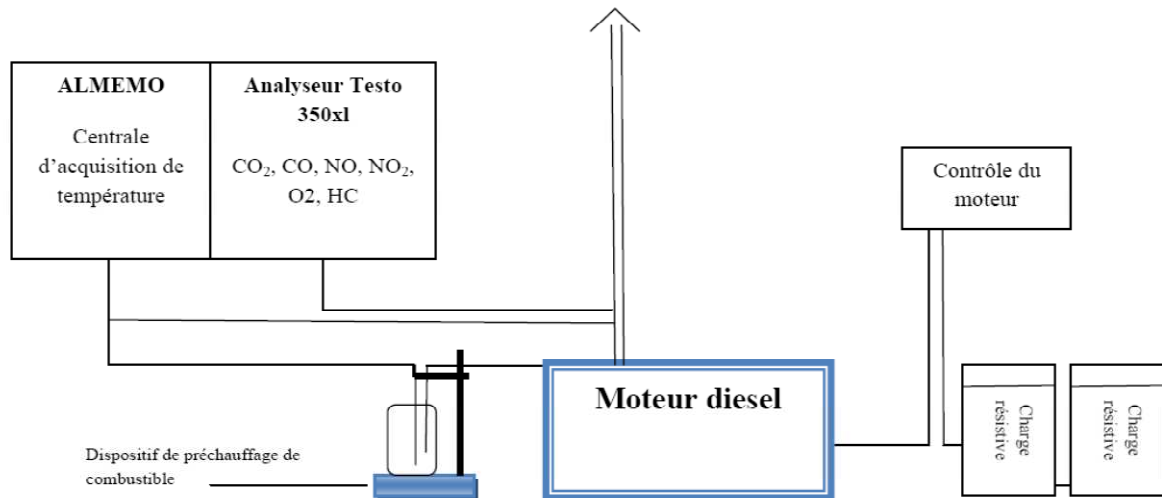 ALMEMO
Centrale
d'acquisition de
température
Analyseur Testo
350xl
CO₂, CO, NO, NO₂,
O2, HC
Contrôle du
moteur
Moteur diesel
Charge
résistive
Charge
résistive
Dispositif de préchauffage de
combustible